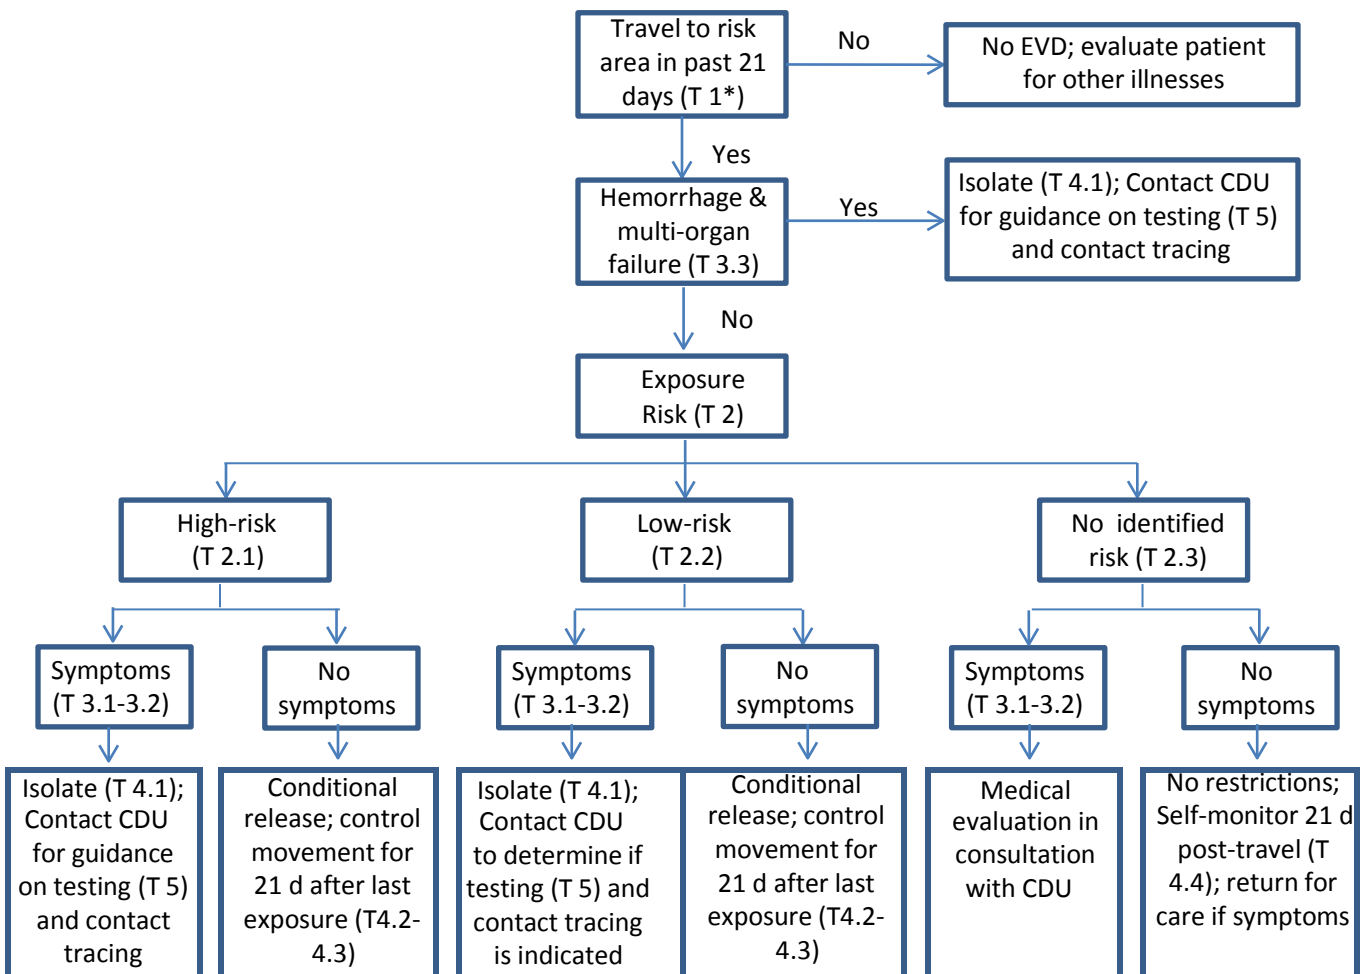 Travel to risk
area in past 21
days (T 1*)
No
No EVD; evaluate patient
for other illnesses
Yes
Hemorrhage &
multi-organ
failure (T 3.3)
Yes
Isolate (T 4.1); Contact CDU
for guidance on testing (T 5)
and contact tracing
No
Exposure
Risk (T 2)
High-risk
(T 2.1)
Low-risk
(T 2.2)
No identified
risk (T 2.3)
Symptoms
(T 3.1-3.2)
No
symptoms
Symptoms
(T 3.1-3.2)
No
symptoms
Symptoms
(T 3.1-3.2)
No
symptoms
Isolate (T 4.1);
Contact CDU
for guidance
on testing (T 5)
and contact
tracing
Conditional
release; control
movement for
21 d after last
exposure (T4.2-
4.3)
Isolate (T 4.1);
Contact CDU
to determine if
testing (T 5) and
contact tracing
is indicated
Conditional
release; control
movement for
21 d after last
exposure (T4.2-
4.3)
Medical
evaluation in
consultation
with CDU
No restrictions;
Self-monitor 21 d
post-travel (T
4.4); return for
care if symptoms